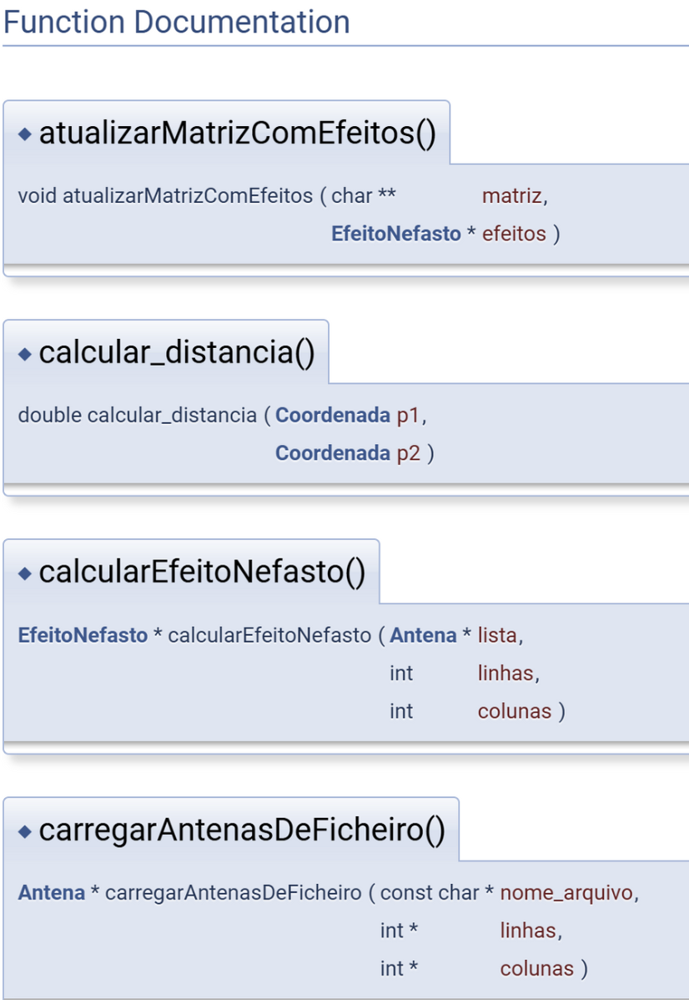 Function Documentation
◆ atualizarMatrizComEfeitos()
void atualizarMatrizComEfeitos ( char ** matriz,
EfeitoNefasto * efeitos )
◆ calcular_distancia()
double calcular_distancia ( Coordenada p1,
Coordenada p2 )
◆ calcularEfeitoNefasto()
EfeitoNefasto * calcularEfeitoNefasto ( Antena * lista,
int linhas,
int colunas )
◆ carregarAntenasDeFicheiro()
Antena * carregarAntenasDeFicheiro ( const char * nome_arquivo,
int * linhas,
int * colunas )